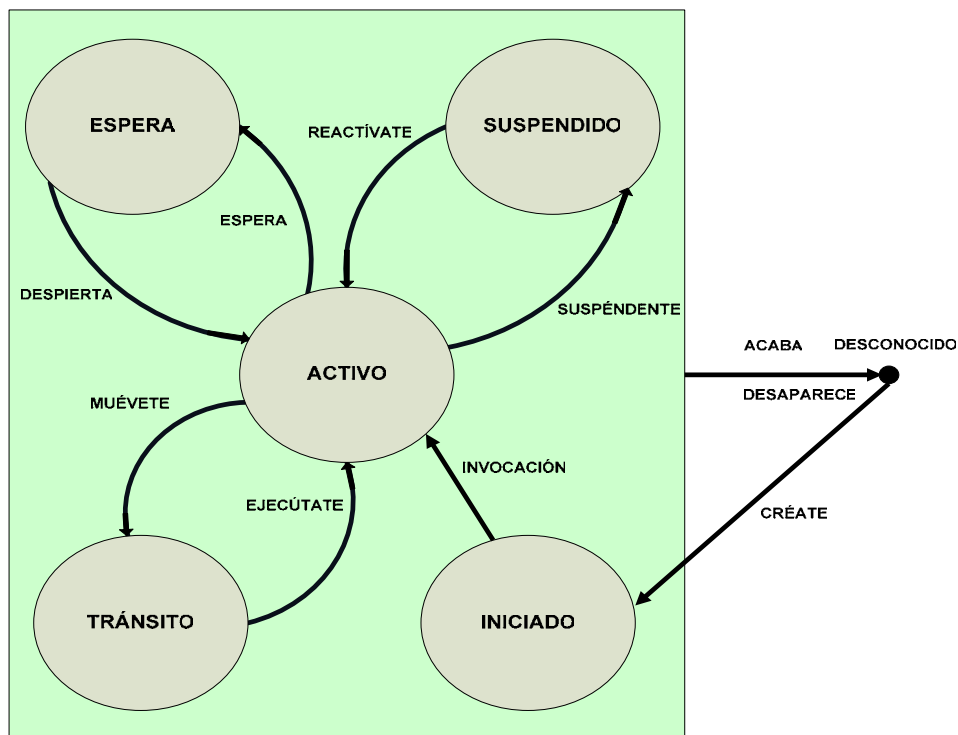 ESPERA
SUSPENDIDO
REACTÍVATE
ESPERA
DESPIERTA
SUSPÉNDENTE
ACABA
DESCONOCIDO
ACTIVO
DESAPARECE
MUÉVETE
INVOCACIÓN
EJECÚTATE
CRÉATE
TRÁNSITO
INICIADO